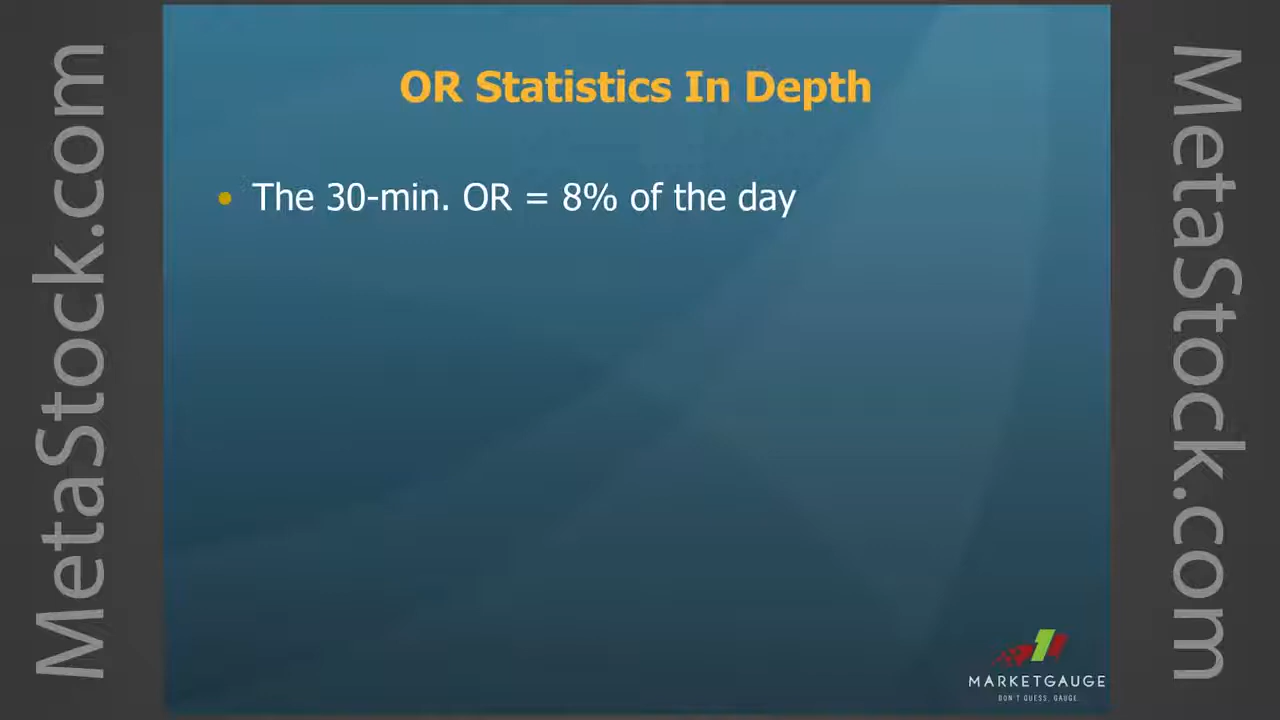 MetaStock.com
OR Statistics In Depth
• The 30-min. OR = 8% of the day
MARKETGAUGE
DON'T GUESS, GAUGE.
MetaStock.com